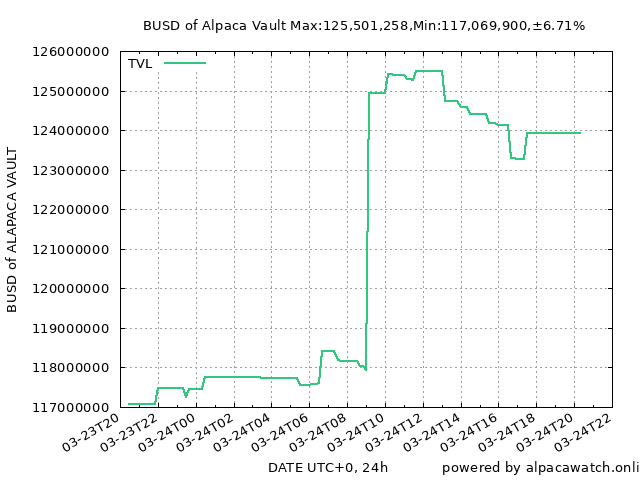 BUSD of Alpaca Vault Max:125,501,258,Min:117,069,900,±6.71%
TVL
126000000
125000000
124000000
123000000
122000000
121000000
120000000
119000000
118000000
117000000
BUSD of ALAPACA VAULT
03-23T20
03-23T22
03-24T00
03-24T02
03-24T04
03-24T06
03-24T08
03-24T10
03-24T12
03-24T14
03-24T16
03-24T18
03-24T20
03-24T22
DATE UTC+0, 24h
powered by alpacawatch.onli